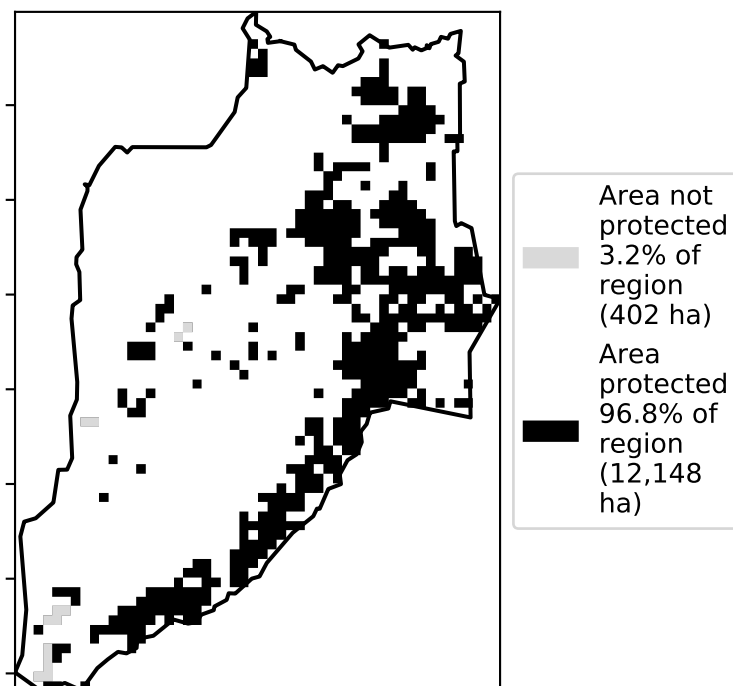 Area not
protected
3.2% of
region
(402 ha)
Area
protected
96.8% of
region
(12,148
ha)